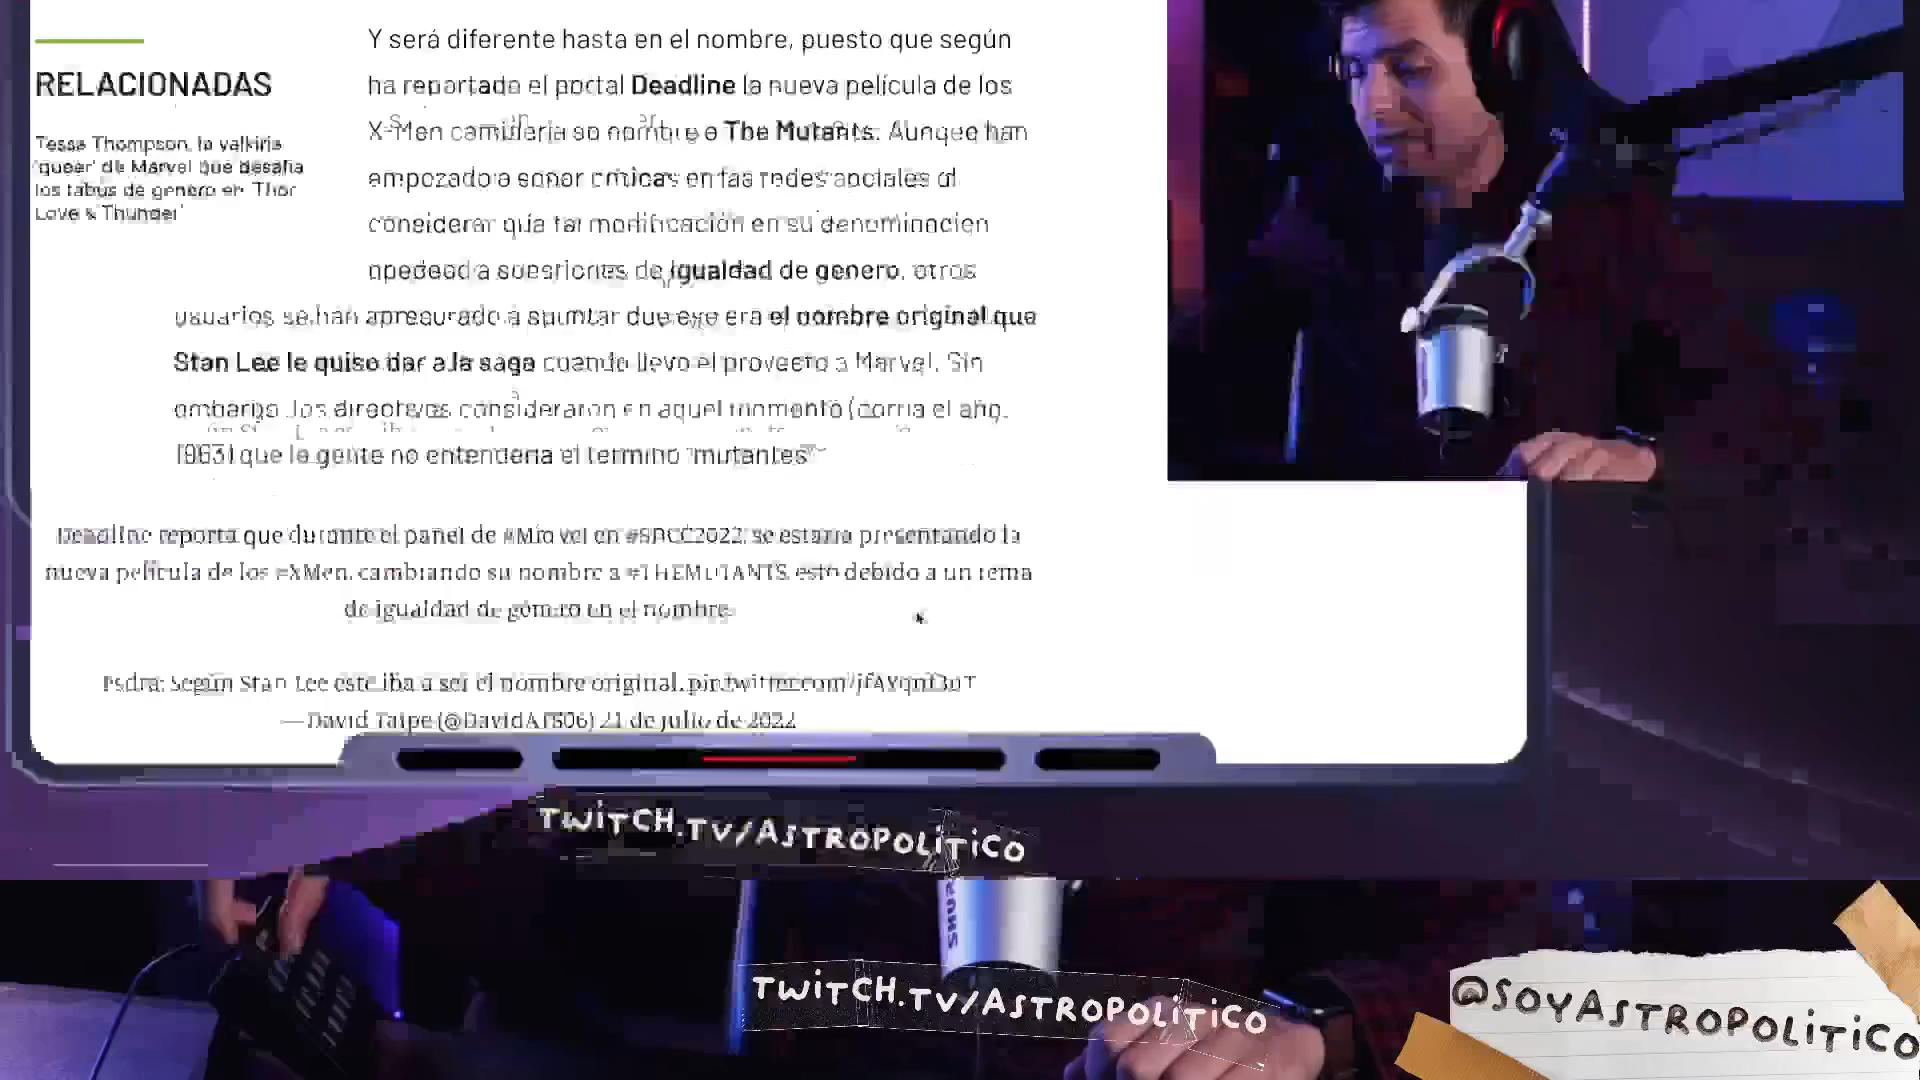 Y será diferente hasta en el nombre, puesto que según
RELACIONADAS
ha reportado el portal Deadline la nueva película de los
X-Men cambiaría su nombre a The Mutants. Aunque han
Tessa Thompson, la valkiria
'queer' de Marvel que desafía
los tabús de género en 'Thor
Love & Thunder'
empezado a sonar críticas en las redes sociales al
considerar que tal modificación en su denominación
a cuestiones de igualdad de género, otros
usuarios se han apresurado a apuntar que ese era el nombre original que
Stan Lee le quiso dar a la saga cuando llevó el proyecto a Marvel. Sin
embargo, los directivos consideraron en aquel momento (corría el año
1963) que la gente no entendería el término 'mutantes'
Deadline reporta que durante el panel de #Marvel en #SDCC2022, se estaría presentando la
nueva película de los #XMen, cambiando su nombre a #THEMUTANTS, esto debido a un tema
de igualdad de género en el nombre.
Según Stan Lee este iba a ser el nombre original.
—David Taipe (@DavidATS06) 21 de julio de 2022
TWiTCH.TV/ASTROPOLiTiCO
SHURE
TWiTCH.TV/ASTROPOLiTiCO
@SOYASTROPOLiTiCO